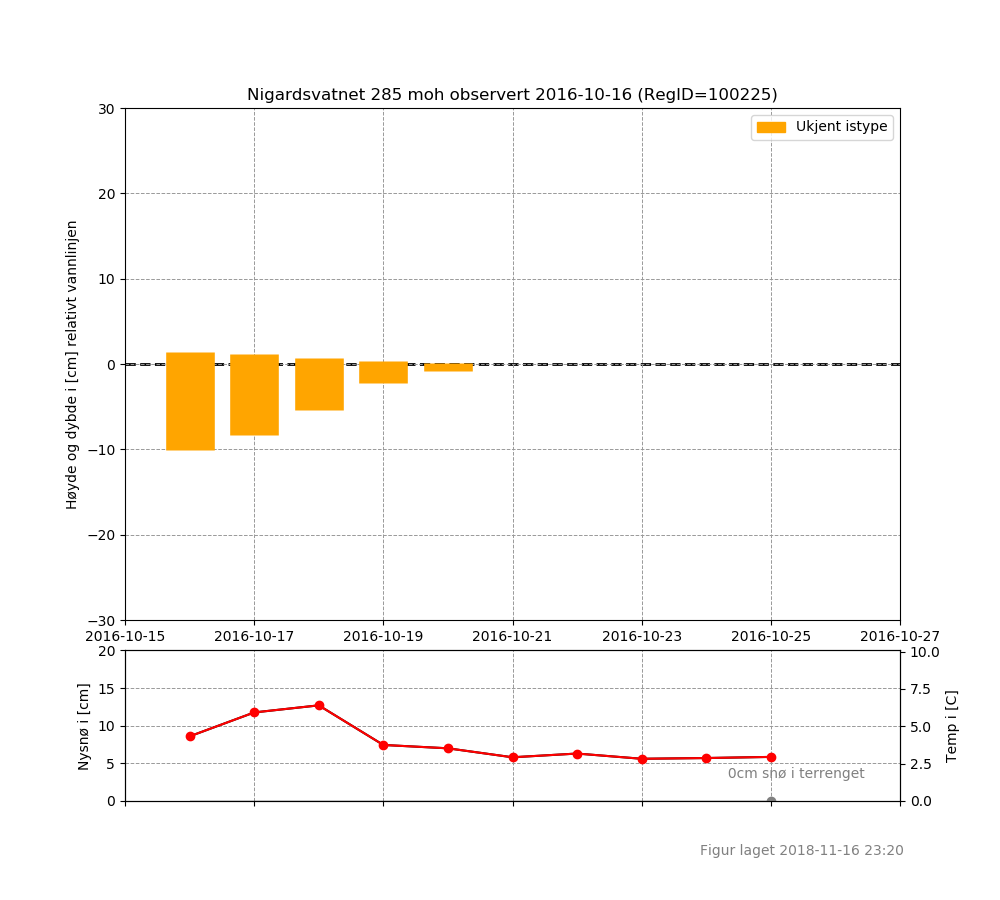 Nigardsvatnet 285 moh observert 2016-10-16 (RegID=100225)
Ukjent istype
Høyde og dybde i [cm] relativt vannlinjen
30
20
10
0
−10
−20
−30
2016-10-15 2016-10-17 2016-10-19 2016-10-21 2016-10-23 2016-10-25 2016-10-27
Nysnø i [cm]
20
15
10
5
0
10.0
7.5
5.0
2.5
0.0
Temp i [C]
0cm snø i terrenget
Figur laget 2018-11-16 23:20